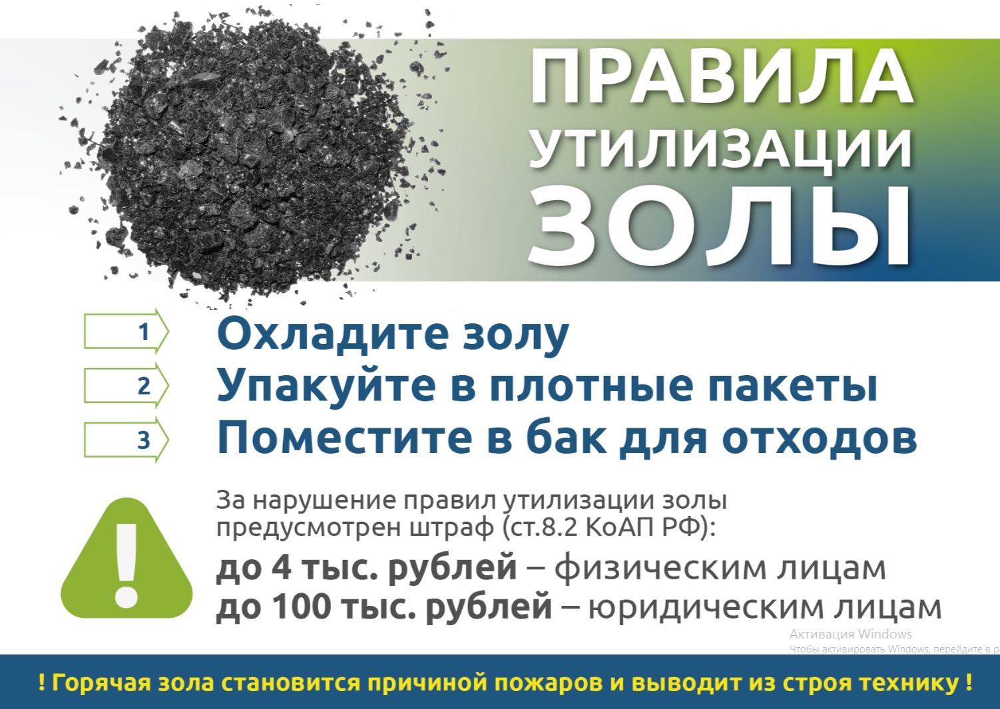 ПРАВИЛА
УТИЛИЗАЦИИ
ЗОЛЫ
1 Охладите золу
2 Упакуйте в плотные пакеты
3 Поместите в бак для отходов
За нарушение правил утилизации золы
предусмотрен штраф (ст.8.2 КоАП РФ):
до 4 тыс. рублей – физическим лицам
до 100 тыс. рублей – юридическим лицам
Активация Windows
Чтобы активировать Windows, перейдите в
! Горячая зола становится причиной пожаров и выводит из строя технику !